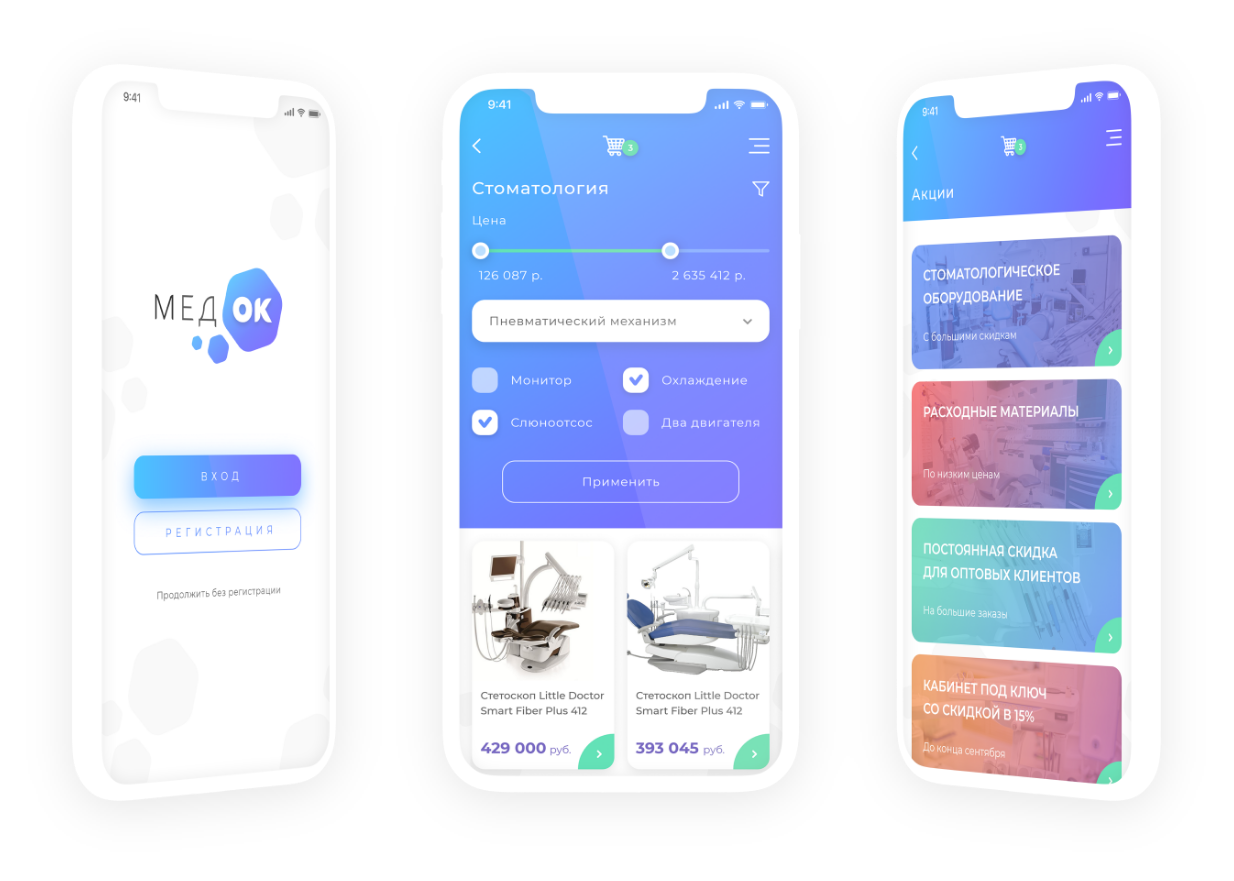 9:41
МЕДОК
ВХОД
РЕГИСТРАЦИЯ
Продолжить без регистрации
9:41
3
Стоматология
Цена
126 087 р.
2 635 412 р.
Пневматический механизм
Монитор
Охлаждение
Слюноотсос
Два двигателя
Применить
Стетоскоп Little Doctor
Smart Fiber Plus 412
429 000 руб.
Стетоскоп Little Doctor
Smart Fiber Plus 412
393 045 руб.
9:41
3
Акции
СТОМАТОЛОГИЧЕСКОЕ
ОБОРУДОВАНИЕ
С большими скидкам
РАСХОДНЫЕ МАТЕРИАЛЫ
По низким ценам
ПОСТОЯННАЯ СКИДКА
ДЛЯ ОПТОВЫХ КЛИЕНТОВ
На большие заказы
КАБИНЕТ ПОД КЛЮЧ
СО СКИДКОЙ В 15%
До конца сентября